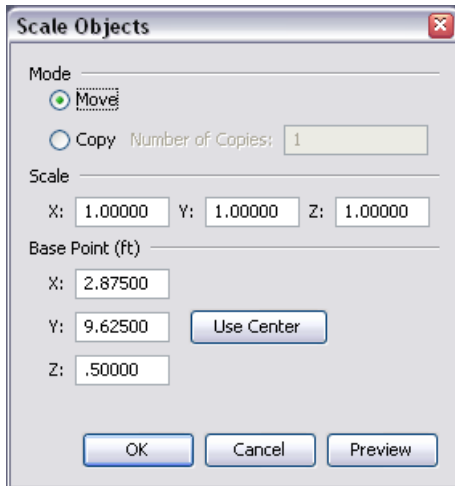 Scale Objects
Mode
Move
Copy Number of Copies: 1
Scale
X: 1.00000 Y: 1.00000 Z: 1.00000
Base Point (ft)
X: 2.87500
Y: 9.62500 Use Center
Z: .50000
OK Cancel Preview